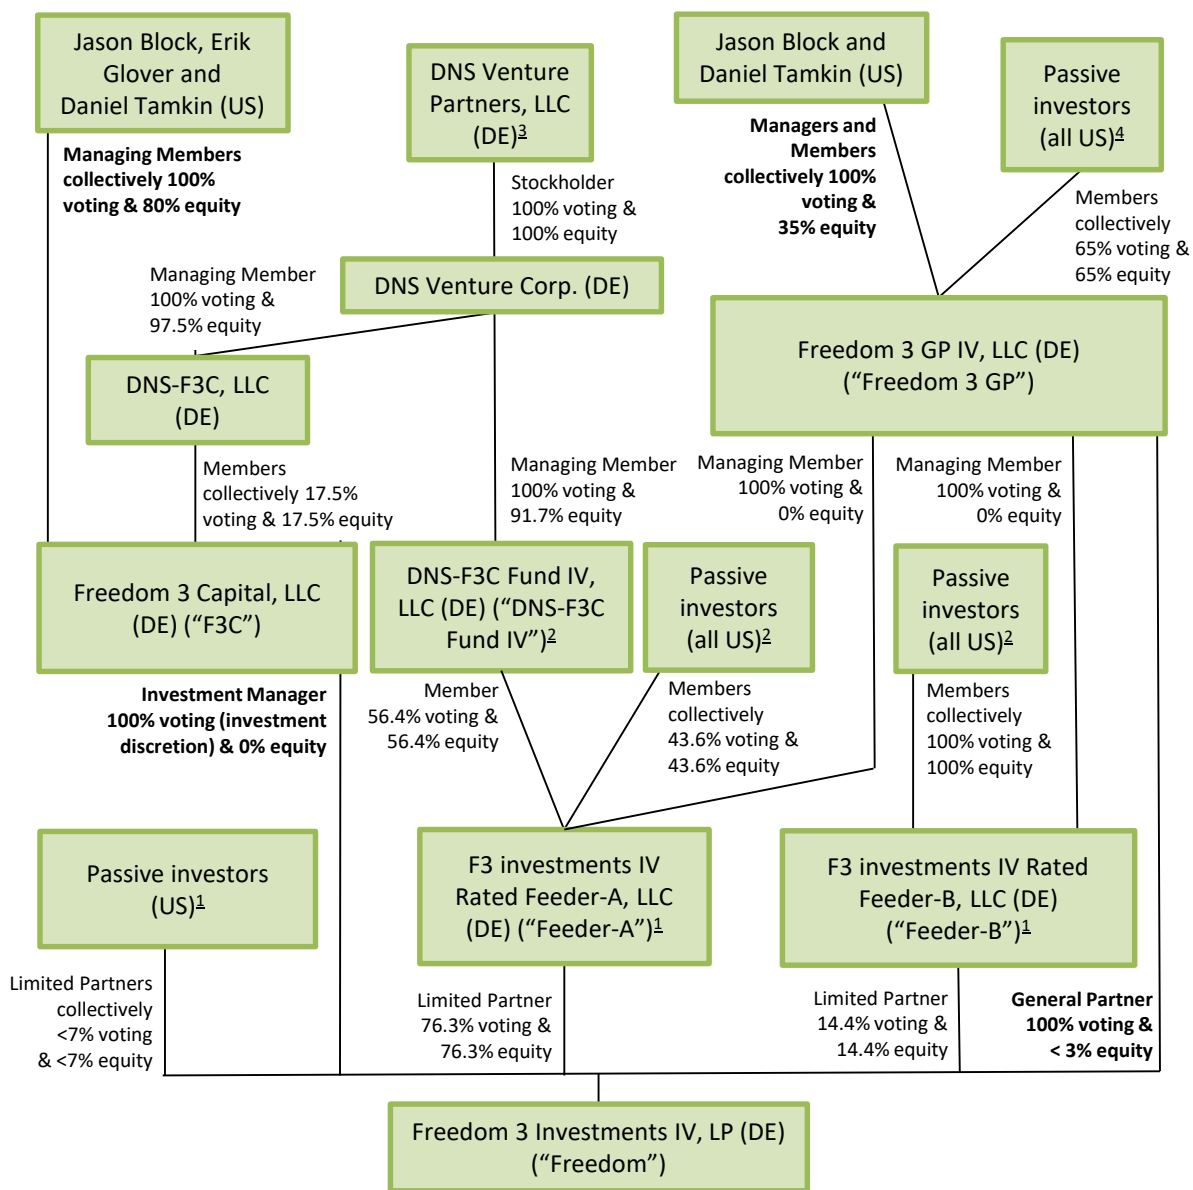 Jason Block, Erik
Glover and
Daniel Tamkin (US)
DNS Venture
Partners, LLC
(DE)3
Jason Block and
Daniel Tamkin (US)
Passive
investors
(all US)4
Managing Members
collectively 100%
voting & 80% equity
Stockholder
100% voting &
100% equity
Managers and
Members
collectively 100%
voting &
35% equity
Members
collectively
65% voting &
65% equity
Managing Member
100% voting &
97.5% equity
DNS Venture Corp. (DE)
Freedom 3 GP IV, LLC (DE)
(“Freedom 3 GP”)
DNS-F3C, LLC
(DE)
Members
collectively 17.5%
voting & 17.5% equity
Managing Member
100% voting &
91.7% equity
Managing Member
100% voting &
0% equity
Managing Member
100% voting &
0% equity
Freedom 3 Capital, LLC
(DE) (“F3C”)
DNS-F3C Fund IV,
LLC (DE) (“DNS-F3C
Fund IV”)2
Passive
investors
(all US)2
Passive
investors
(all US)2
Investment Manager
100% voting (investment
discretion) & 0% equity
Member
56.4% voting &
56.4% equity
Members
collectively
43.6% voting &
43.6% equity
Members
collectively
100% voting &
100% equity
Passive investors
(US)1
F3 investments IV
Rated Feeder-A, LLC
(DE) (“Feeder-A”)1
F3 investments IV Rated
Feeder-B, LLC (DE)
(“Feeder-B”)1
Limited Partners
collectively
<7% voting
& <7% equity
Limited Partner
76.3% voting &
76.3% equity
Limited Partner
14.4% voting &
14.4% equity
General Partner
100% voting &
< 3% equity
Freedom 3 Investments IV, LP (DE)
(“Freedom”)